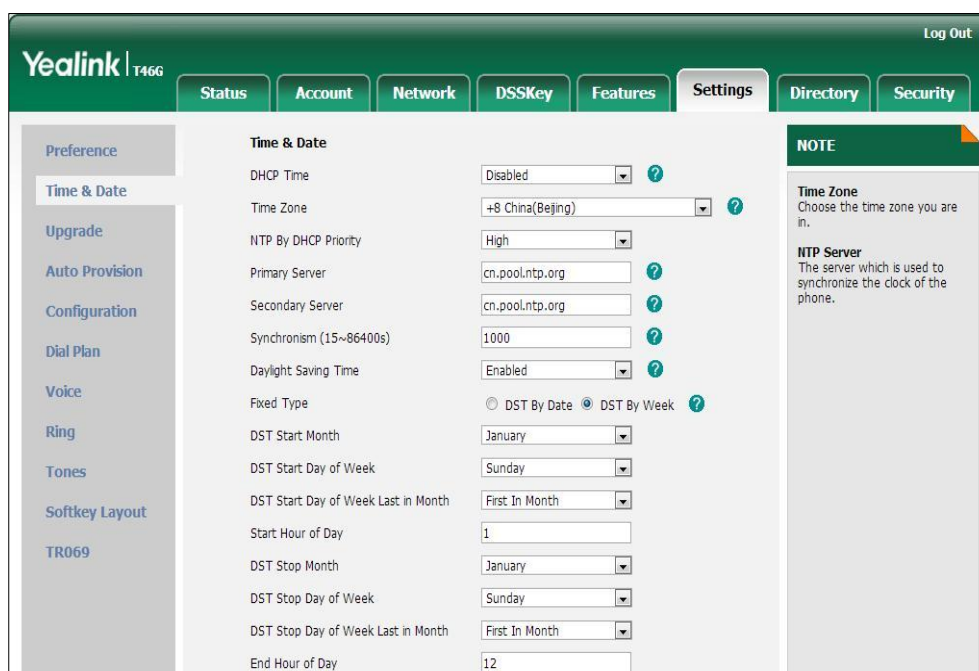 Log Out
Yealink | T46G
Status Account Network DSSKey Features Settings Directory Security
Preference
Time & Date
Upgrade
Auto Provision
Configuration
Dial Plan
Voice
Ring
Tones
Softkey Layout
TR069
Time & Date
DHCP Time Disabled ?
Time Zone +8 China(Beijing) ?
NTP By DHCP Priority High
Primary Server cn.pool.ntp.org ?
Secondary Server cn.pool.ntp.org ?
Synchronism (15~86400s) 1000 ?
Daylight Saving Time Enabled ?
Fixed Type DST By Date DST By Week ?
DST Start Month January
DST Start Day of Week Sunday
DST Start Day of Week Last in Month First In Month
Start Hour of Day 1
DST Stop Month January
DST Stop Day of Week Sunday
DST Stop Day of Week Last in Month First In Month
End Hour of Day 12
NOTE
Time Zone
Choose the time zone you are
in.
NTP Server
The server which is used to
synchronize the clock of the
phone.